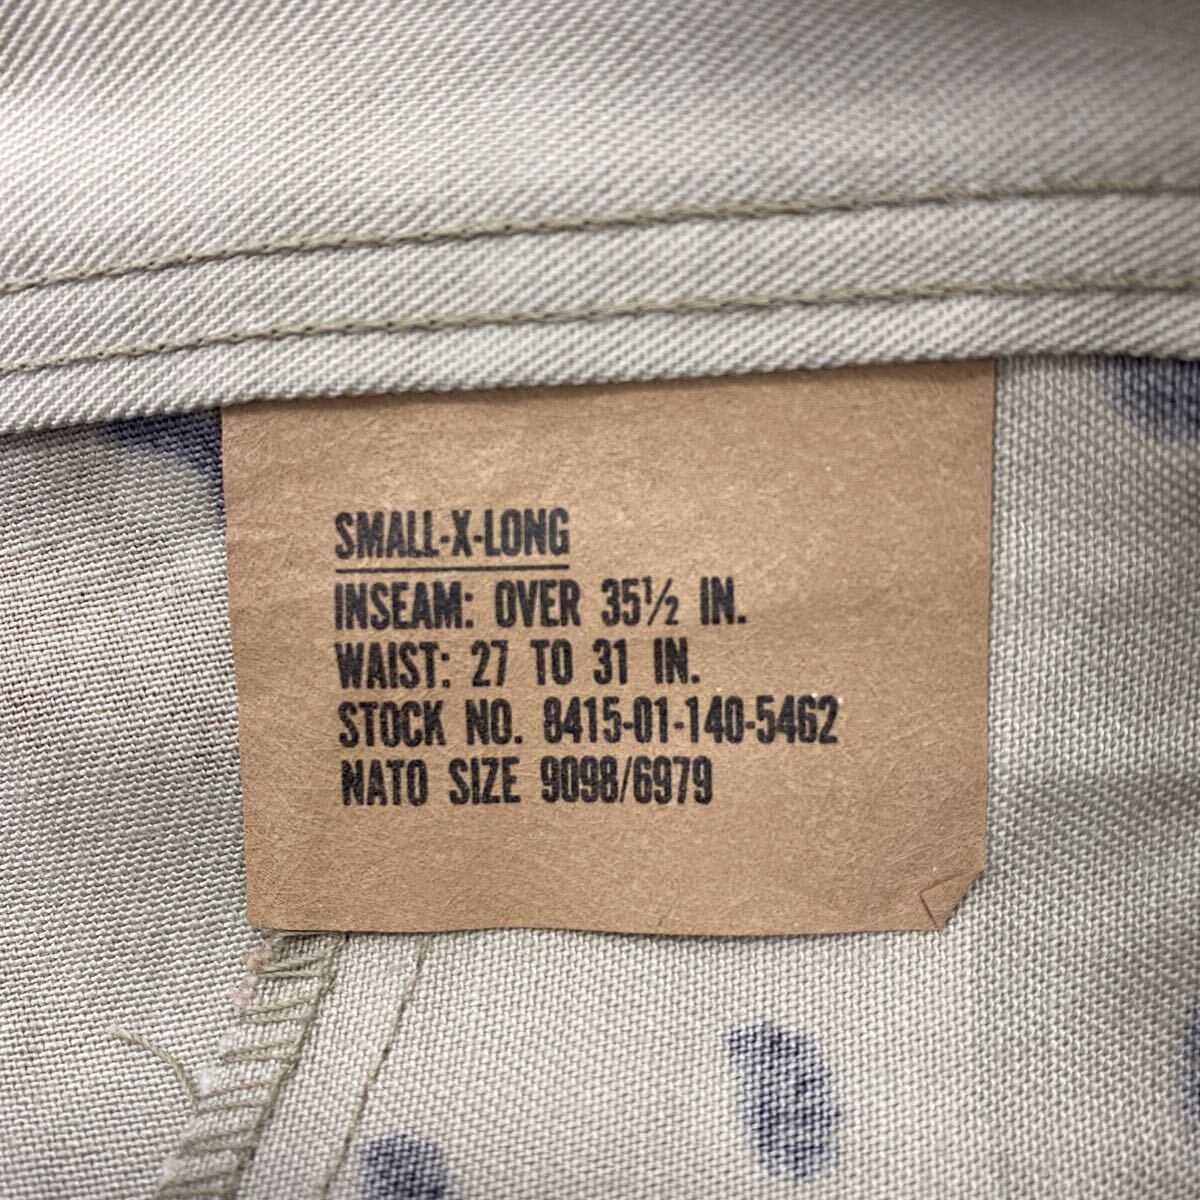 SMALL-X-LONG
INSEAM: OVER 35½ IN.
WAIST: 27 TO 31 IN.
STOCK NO. 8415-01-140-5462
NATO SIZE 9098/6979